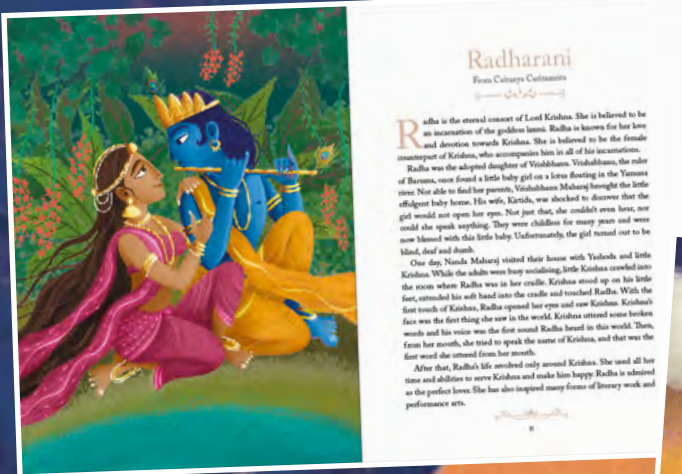 Radharani
From Caitanya Caritamrita
Radha is the eternal consort of Lord Krishna. She is believed to be
an incarnation of the goddess laxmi. Radha is known for her love
and devotion towards Krishna. She is believed to be the female
counterpart of Krishna, who accompanies him in all of his incarnations.
Radha was the adopted daughter of Vrishbhanu. Vrishabhanu, the ruler
of Barsana, once found a little baby girl on a lotus floating in the Yamuna
river. Not able to find her parents, Vrishabhanu Maharaj brought the little
effulgent baby home. His wife, Kirtida, was shocked to discover that the
girl would not open her eyes. Not just that, she couldn't even hear, nor
could she speak anything. They were childless for many years and were
now blessed with this little baby. Unfortunately, the girl turned out to be
blind, deaf and dumb.
One day, Nanda Maharaj visited their house with Yashoda and little
Krishna. While the adults were busy socialising, little Krishna crawled into
the room where Radha was in her cradle. Krishna stood up on his little
feet, extended his soft hand into the cradle and touched Radha. With the
first touch of Krishna, Radha opened her eyes and saw Krishna. Krishna's
face was the first thing she saw in the world. Krishna uttered some broken
words and his voice was the first sound Radha heard in this world. Then,
from her mouth, she tried to speak the name of Krishna, and that was the
first word she uttered from her mouth.
After that, Radha's life revolved only around Krishna. She used all her
time and abilities to serve Krishna and make him happy. Radha is admired
as the perfect lover. She has also inspired many forms of literary work and
performance arts.